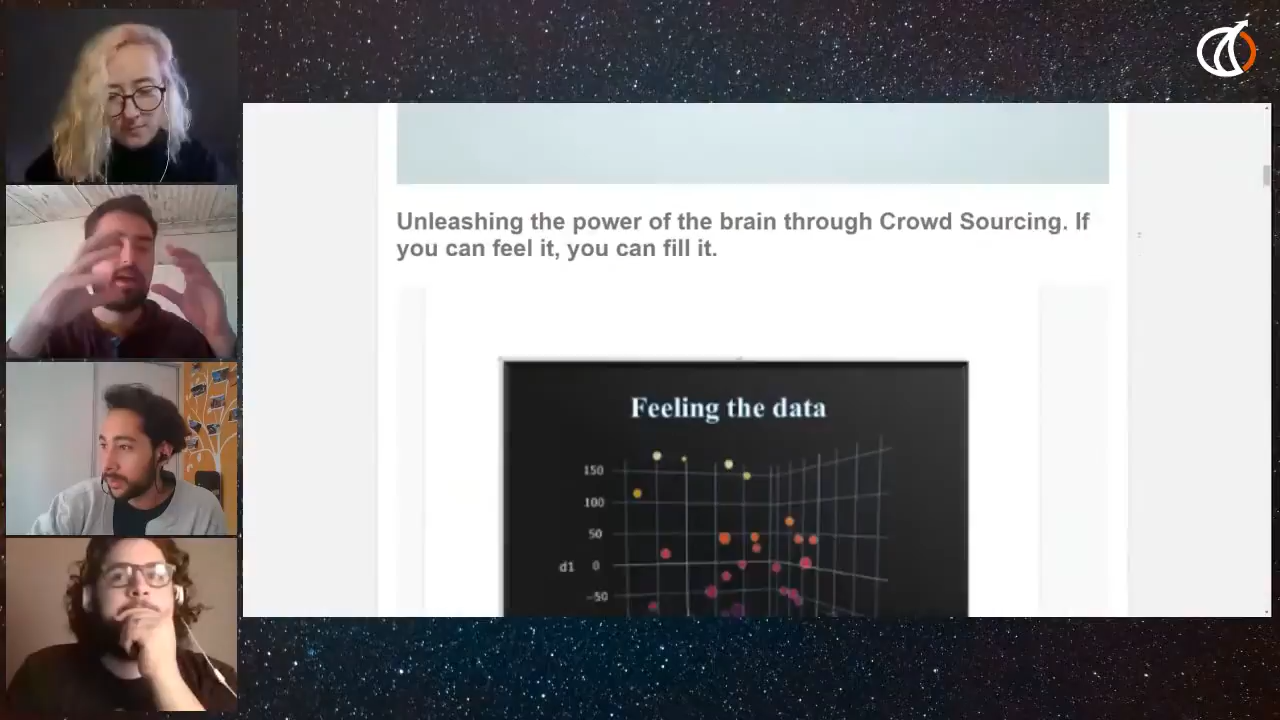 Unleashing the power of the brain through Crowd Sourcing. If
you can feel it, you can fill it.
Feeling the data
150
100
50
d1 0
−50